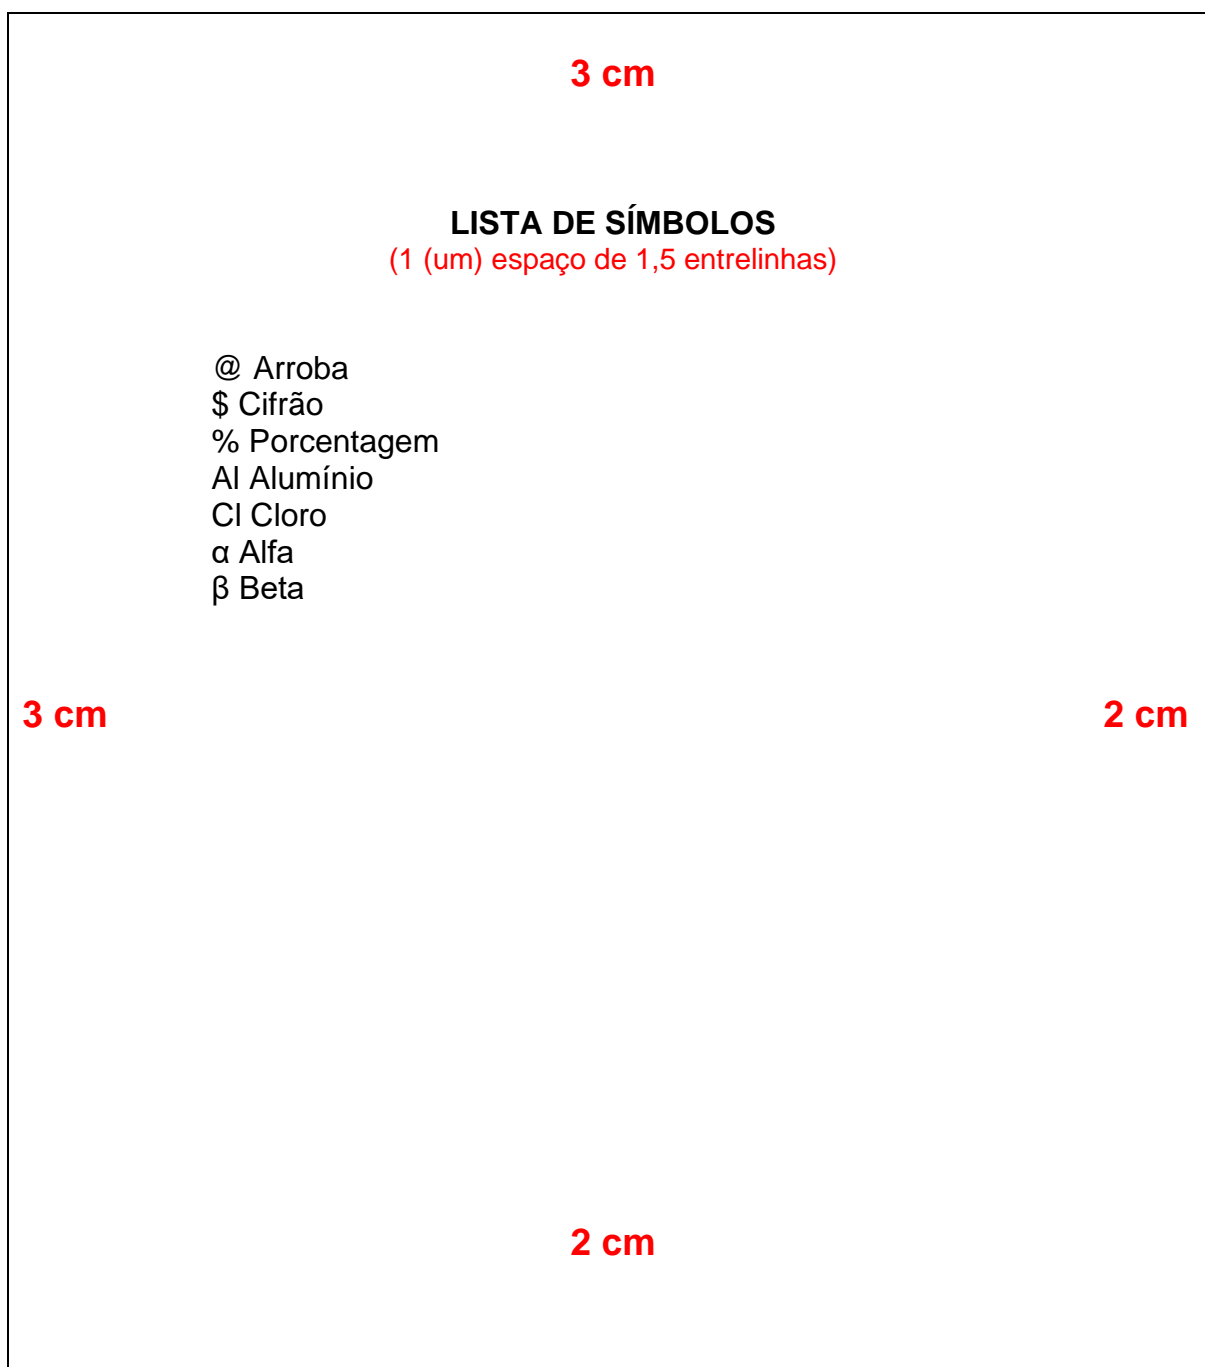 3 cm
LISTA DE SÍMBOLOS
(1 (um) espaço de 1,5 entrelinhas)
@ Arroba
$ Cifrão
% Porcentagem
Al Alumínio
Cl Cloro
α Alfa
β Beta
3 cm
2 cm
2 cm